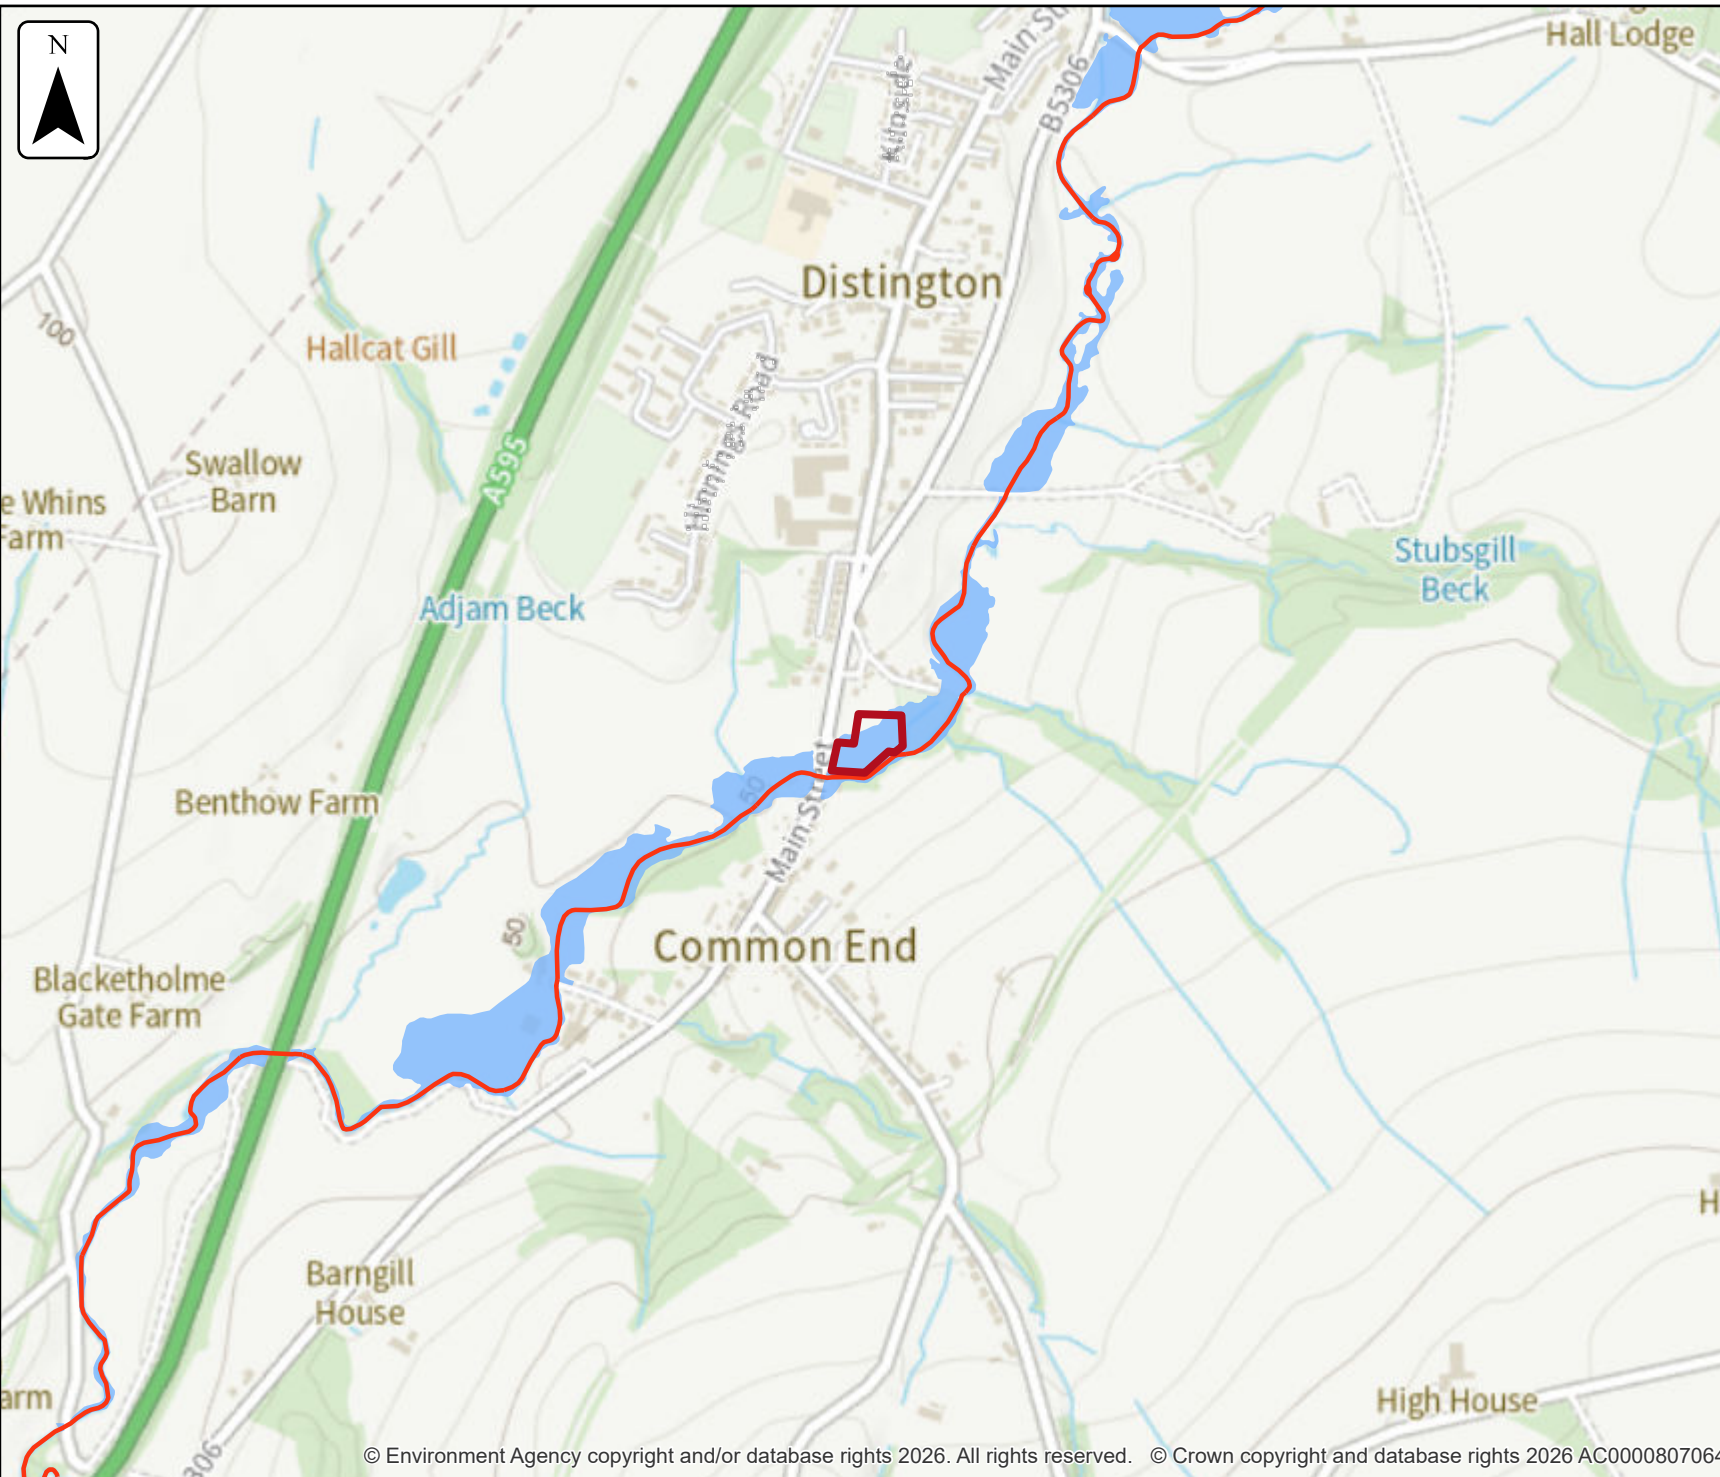 N
Hall Lodge
Main St
B5306
Kilnside
Distington
100
Hallcat Gill
Hinnings Road
A595
Swallow
Barn
e Whins
Farm
Stubsgill
Beck
Adjam Beck
50
Main Street
Benthow Farm
50
Common End
Blacketholme
Gate Farm
H
Barngill
House
arm
High House
306
© Environment Agency copyright and/or database rights 2026. All rights reserved. © Crown copyright and database rights 2026 AC000080706